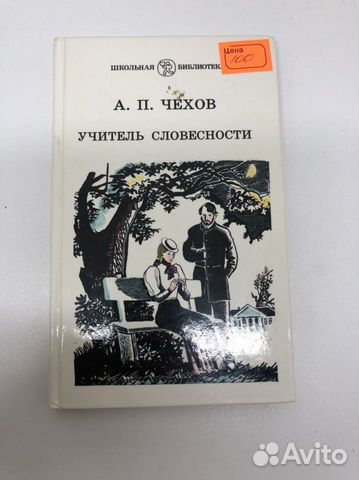 ШКОЛЬНАЯ БИБЛИОТЕК
Цена
100
А. П. ЧЕХОВ
УЧИТЕЛЬ СЛОВЕСНОСТИ
Avito